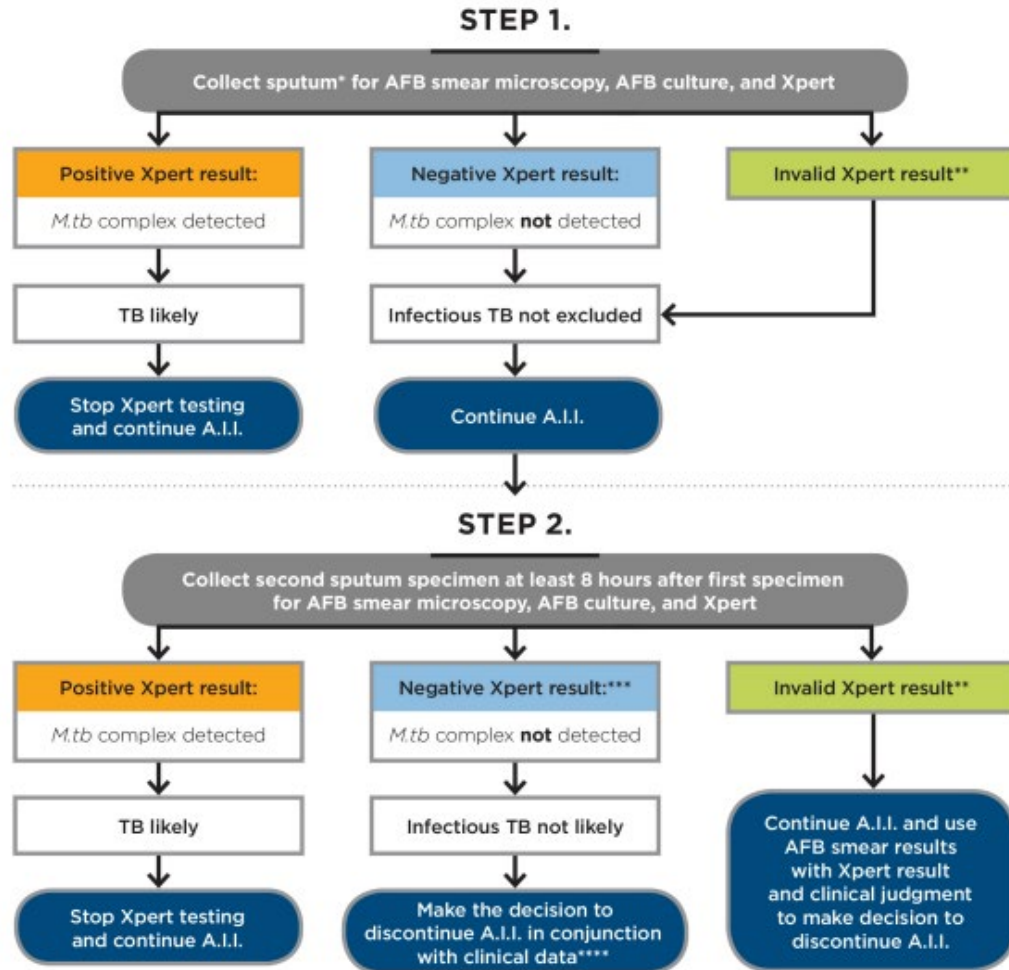 STEP 1.
Collect sputum* for AFB smear microscopy, AFB culture, and Xpert
Positive Xpert result:
M.tb complex detected
TB likely
Stop Xpert testing
and continue A.I.I.
Negative Xpert result:
M.tb complex not detected
Infectious TB not excluded
Continue A.I.I.
Invalid Xpert result**
STEP 2.
Collect second sputum specimen at least 8 hours after first specimen
for AFB smear microscopy, AFB culture, and Xpert
Positive Xpert result:
M.tb complex detected
TB likely
Stop Xpert testing
and continue A.I.I.
Negative Xpert result:***
M.tb complex not detected
Infectious TB not likely
Make the decision to
discontinue A.I.I. in conjunction
with clinical data****
Invalid Xpert result**
Continue A.I.I. and use
AFB smear results
with Xpert result
and clinical judgment
to make decision to
discontinue A.I.I.